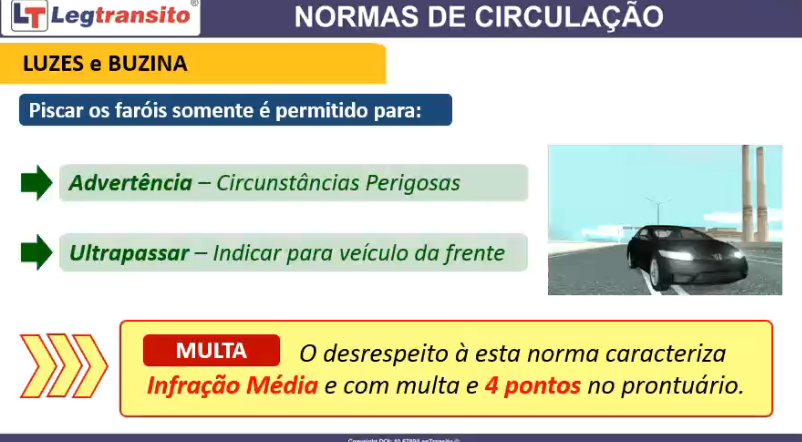 LT Legtransito®
NORMAS DE CIRCULAÇÃO
LUZES e BUZINA
Piscar os faróis somente é permitido para:
Advertência – Circunstâncias Perigosas
Ultrapassar – Indicar para veículo da frente
MULTA O desrespeito à esta norma caracteriza
Infração Média e com multa e 4 pontos no prontuário.